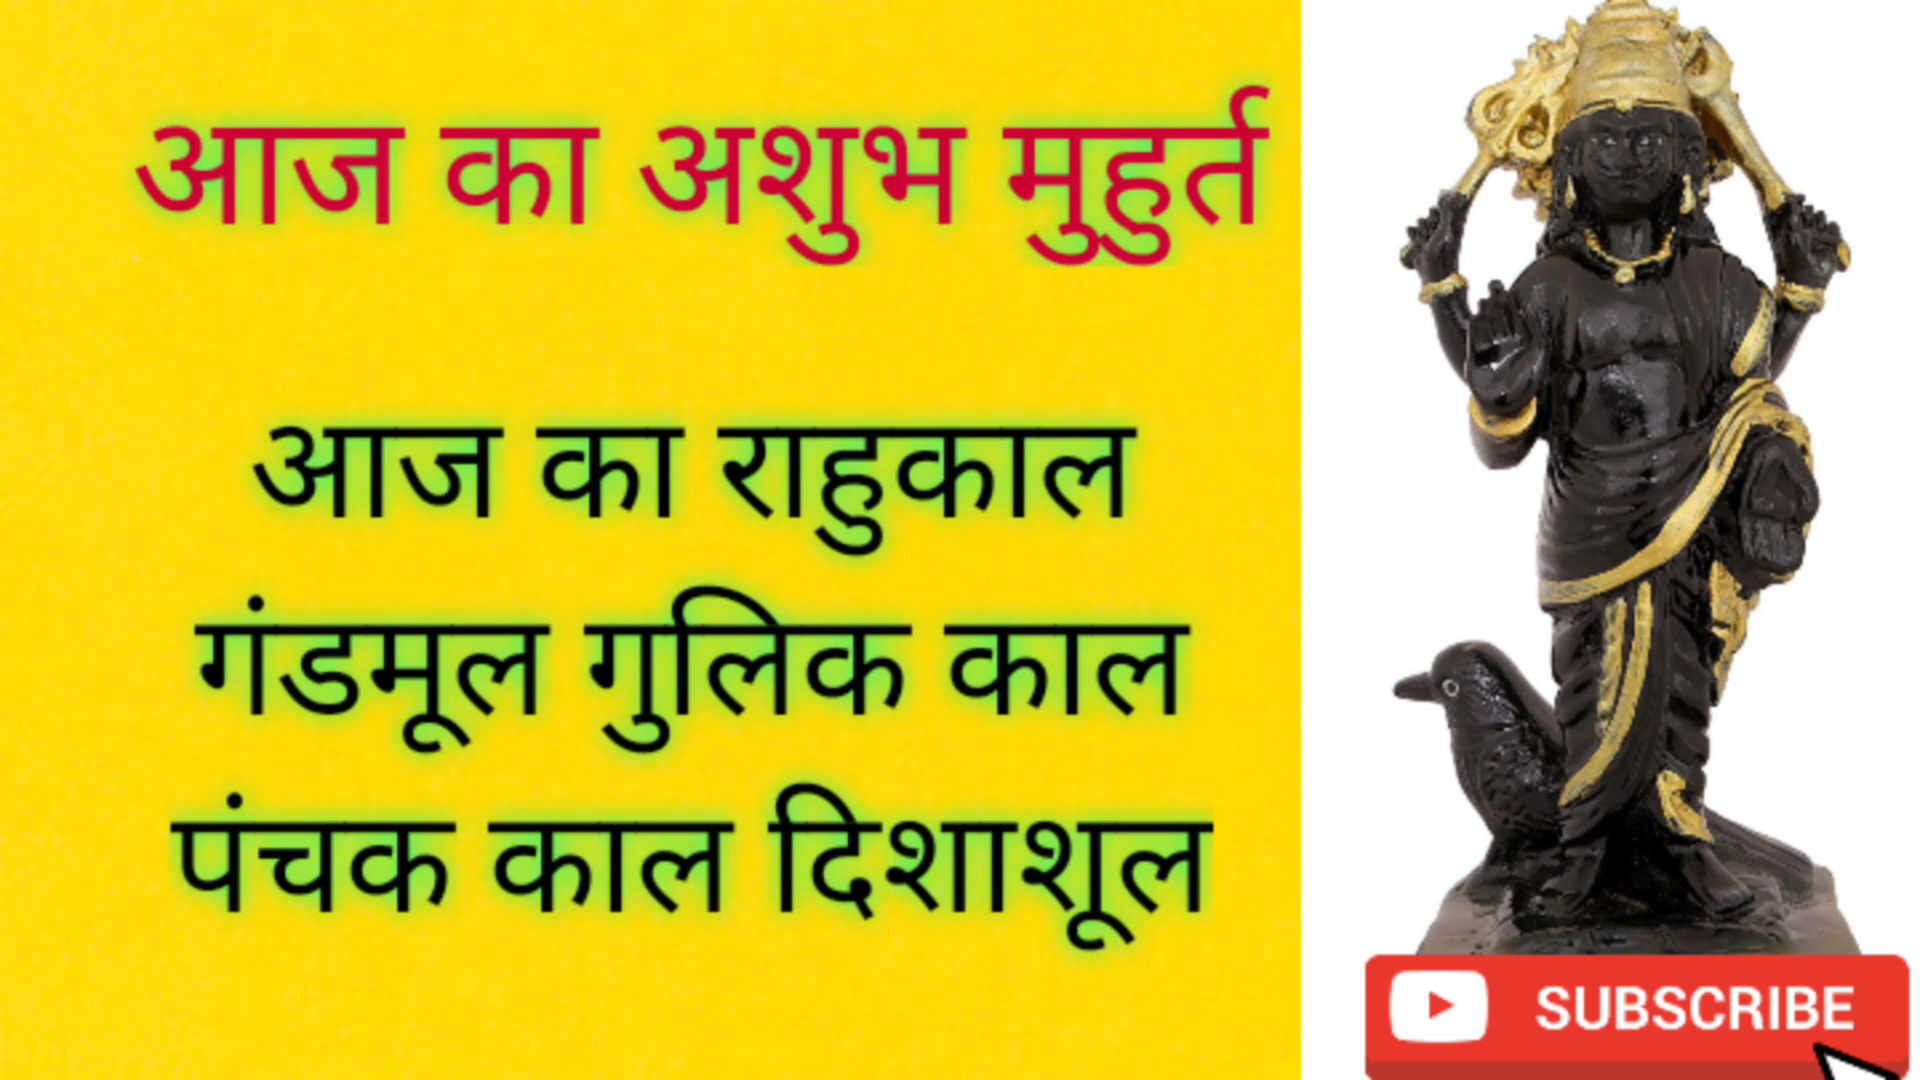 आज का अशुभ मुहुर्त
आज का राहुकाल
गंडमूल गुलिक काल
पंचक काल दिशाशूल
SUBSCRIBE